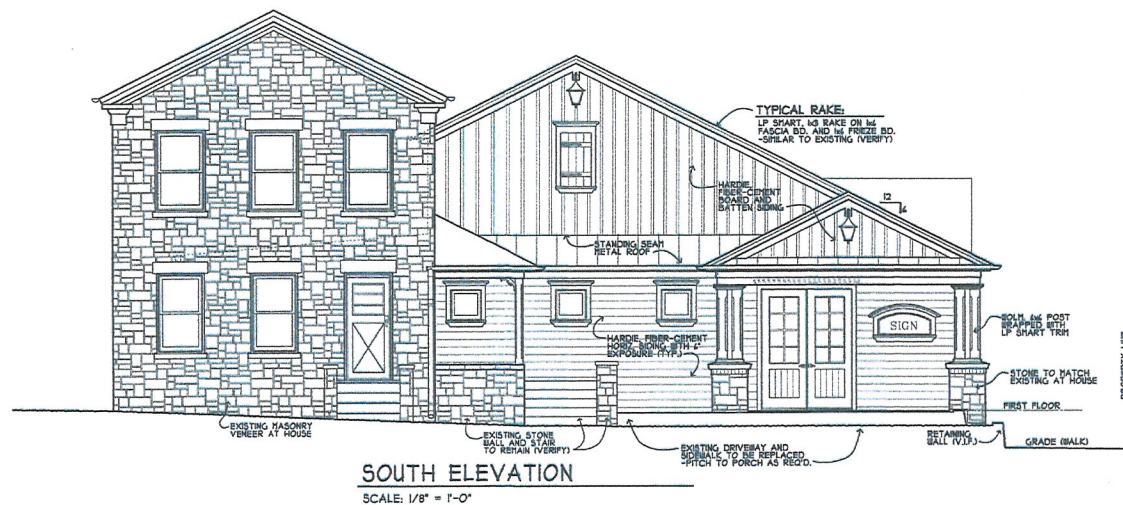 TYPICAL RAKE:
LP SMART, 1x3 RAKE ON 1x6
FASCIA BD. AND 1x6 FRIEZE BD.
-SIMILAR TO EXISTING (VERIFY)
HARDIE,
FIBER-CEMENT
BOARD AND
BATTEN SIDING
12
6
STANDING SEAM
METAL ROOF
SIGN
WOLM. 6x6 POST
WRAPPED WITH
LP SMART TRIM
HARDIE, FIBER-CEMENT
HORIZ. SIDING WITH 6"
EXPOSURE (TYP.)
STONE TO MATCH
EXISTING AT HOUSE
PROPERTY LINE
FIRST FLOOR
EXISTING MASONRY
VENEER AT HOUSE
EXISTING STONE
WALL AND STAIR
TO REMAIN (VERIFY)
EXISTING DRIVEWAY AND
SIDEWALK TO BE REPLACED
-PITCH TO PORCH AS REQ'D.
RETAINING
WALL (V.I.F.)
GRADE (WALK)
SOUTH ELEVATION
SCALE: 1/8" = 1'-0"